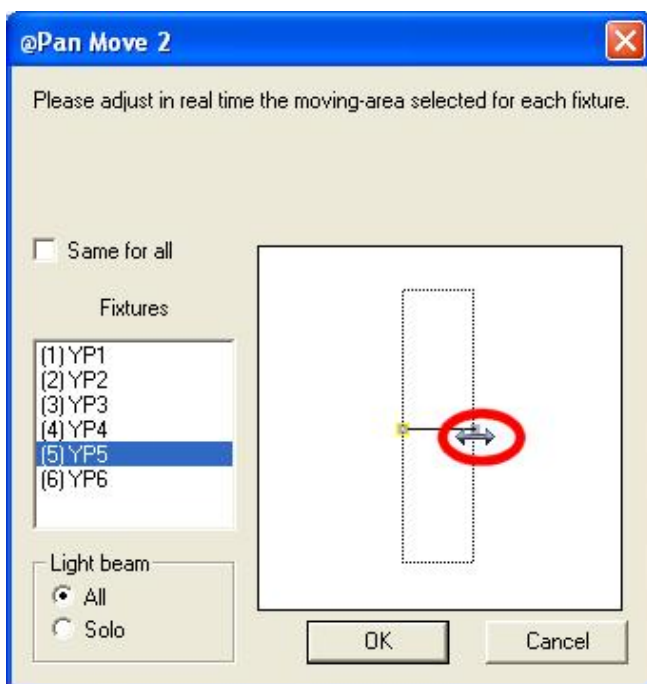 @Pan Move 2
Please adjust in real time the moving-area selected for each fixture.
Same for all
Fixtures
(1) YP1
(2) YP2
(3) YP3
(4) YP4
(5) YP5
(6) YP6
Light beam
All
Solo
OK
Cancel